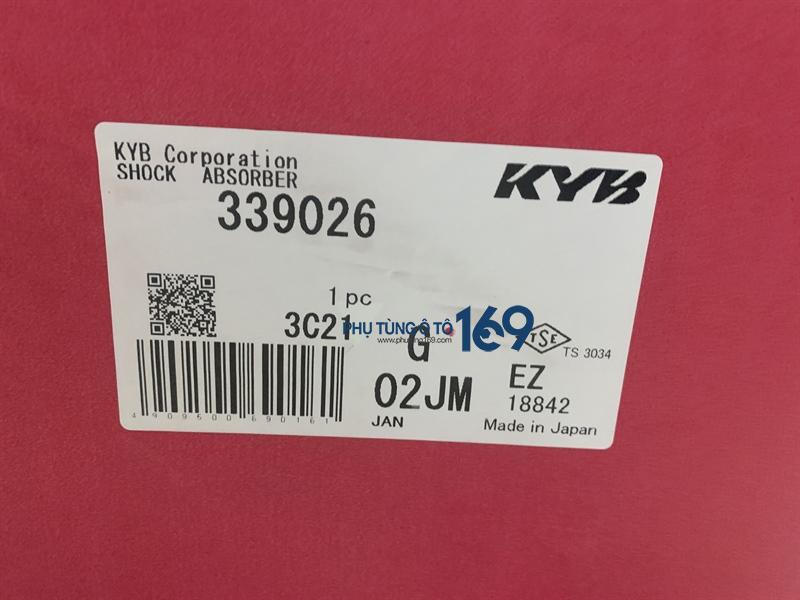 KYB Corporation
SHOCK ABSORBER
KYB
339026
1 pc
3C21
G
PHỤ TÙNG Ô TÔ 169
TSE
TS 3034
02JM
EZ
18842
4909500690161
JAN
Made in Japan